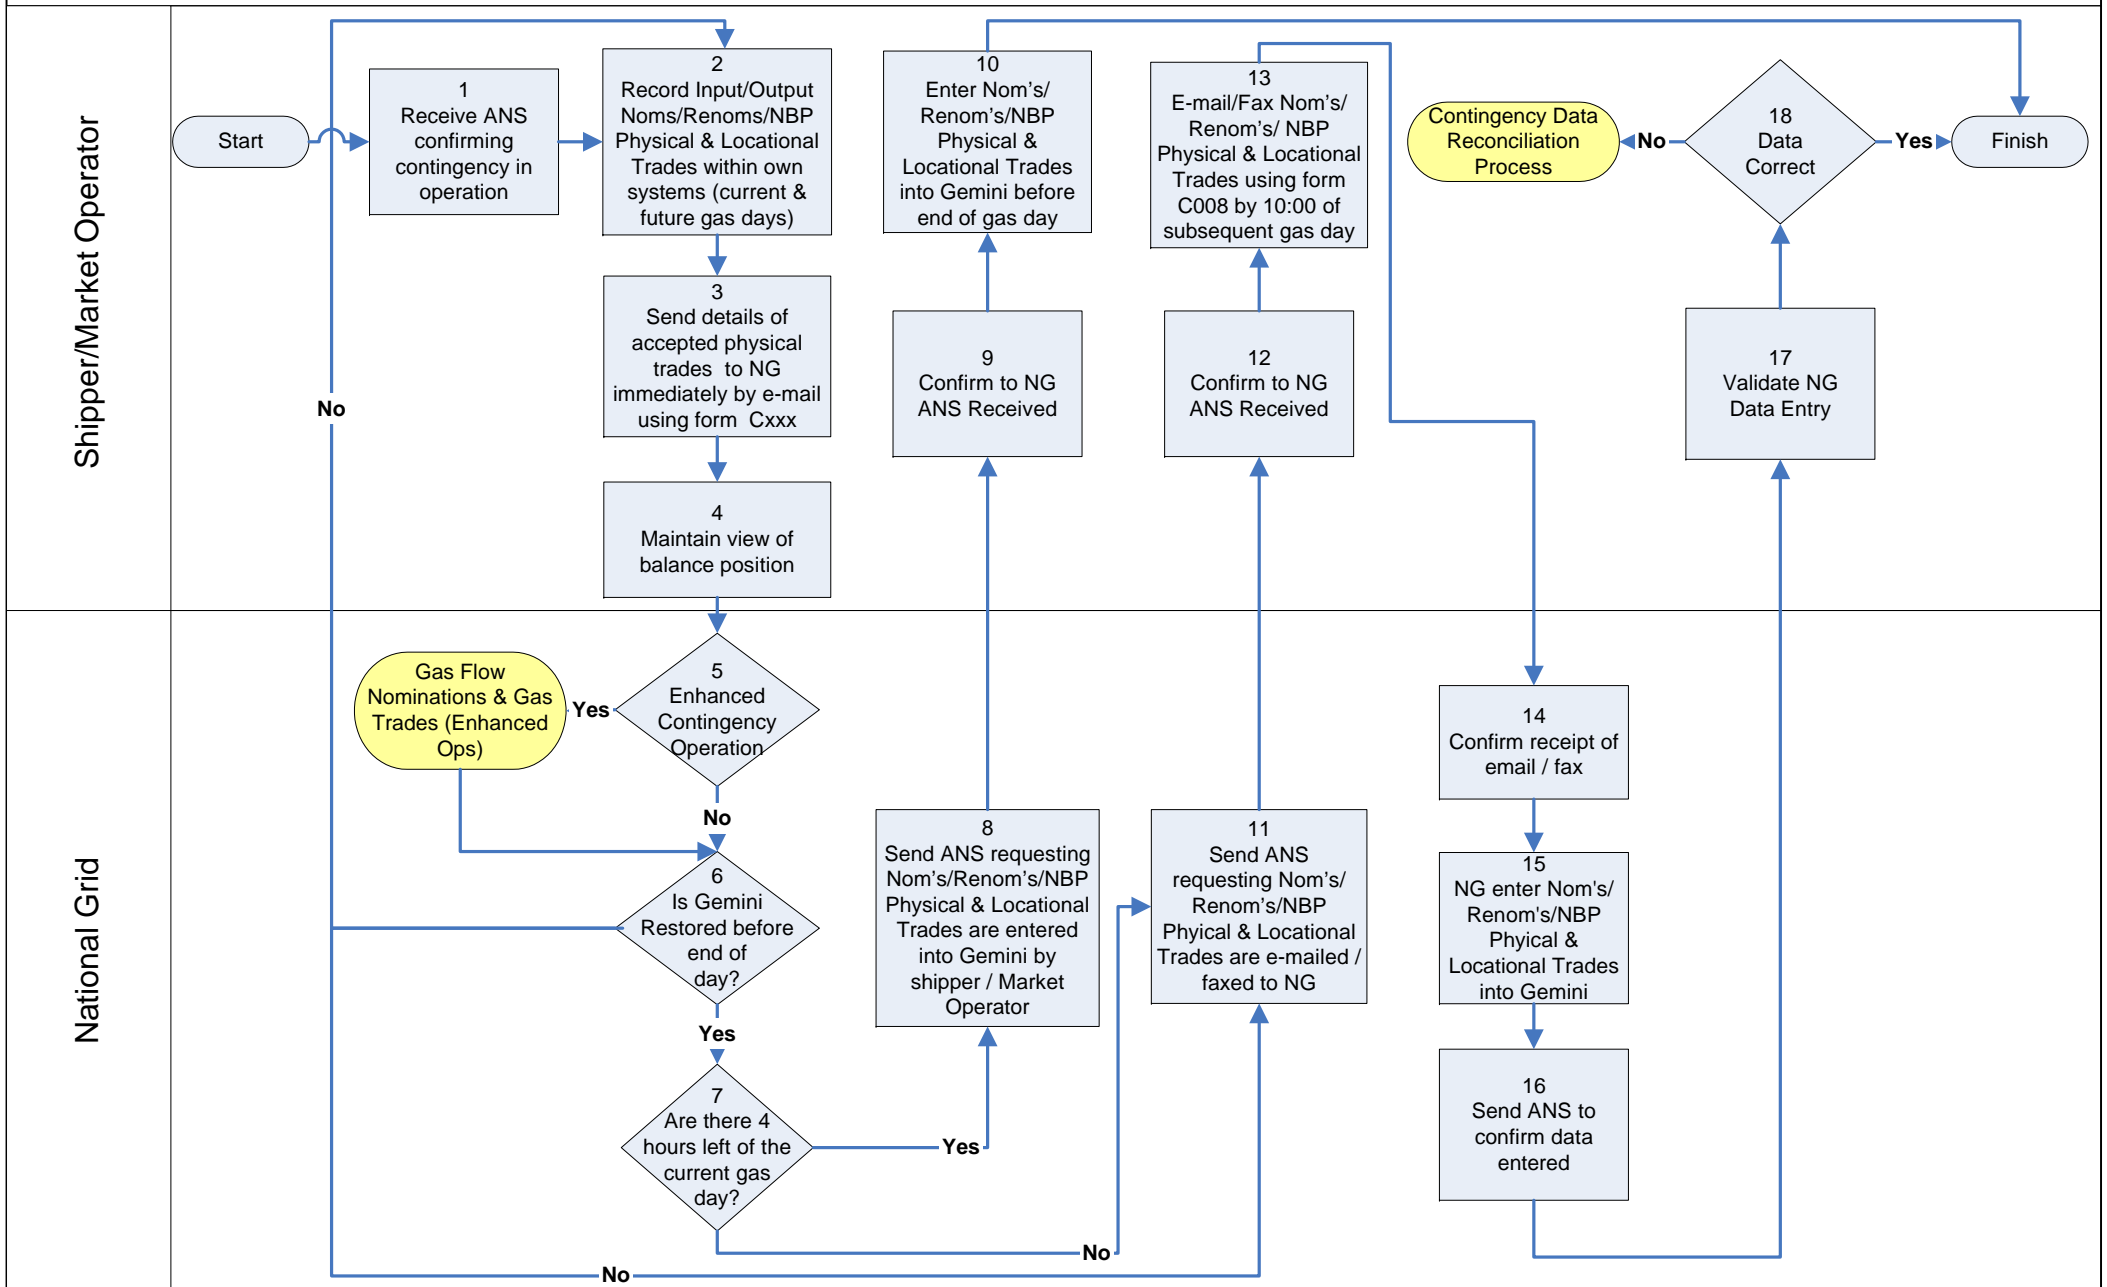 Shipper/Market Operator
Start
1
Receive ANS
confirming
contingency in
operation
2
Record Input/Output
Noms/Renoms/NBP
Physical & Locational
Trades within own
systems (current &
future gas days)
3
Send details of
accepted physical
trades to NG
immediately by e-mail
using form Cxxx
4
Maintain view of
balance position
No
10
Enter Nom’s/
Renom’s/NBP
Physical &
Locational Trades
into Gemini before
end of gas day
9
Confirm to NG
ANS Received
13
E-mail/Fax Nom’s/
Renom’s/ NBP
Physical & Locational
Trades using form
C008 by 10:00 of
subsequent gas day
12
Confirm to NG
ANS Received
Contingency Data
Reconciliation
Process
No
18
Data
Correct
Yes
Finish
17
Validate NG
Data Entry
National Grid
Gas Flow
Nominations & Gas
Trades (Enhanced
Ops)
Yes
5
Enhanced
Contingency
Operation
No
6
Is Gemini
Restored before
end of
day?
Yes
7
Are there 4
hours left of the
current gas
day?
Yes
No
No
8
Send ANS requesting
Nom’s/Renom’s/NBP
Physical & Locational
Trades are entered
into Gemini by
shipper / Market
Operator
11
Send ANS
requesting Nom’s/
Renom’s/NBP
Phyical & Locational
Trades are e-mailed /
faxed to NG
14
Confirm receipt of
email / fax
15
NG enter Nom's/
Renom's/NBP
Phyical &
Locational Trades
into Gemini
16
Send ANS to
confirm data
entered